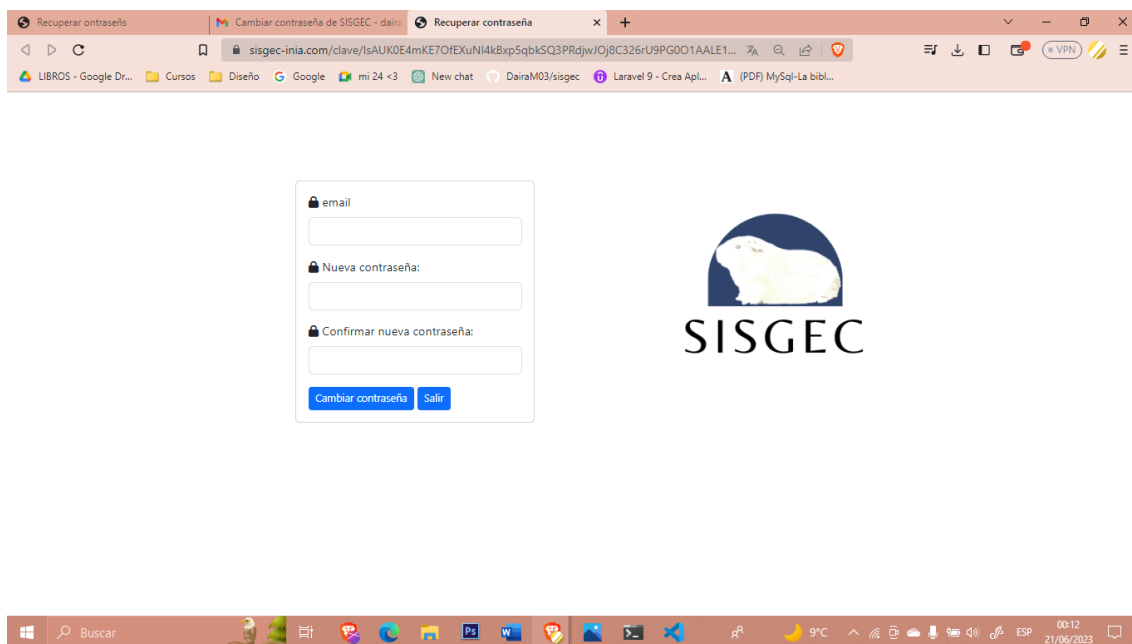 Recuperar ontraseñs
Cambiar contraseña de SISGEC - daira
Recuperar contraseña
sisgec-inia.com/clave/IsAUK0E4mKE7OfEXuNI4kBxp5qbkSQ3PRdjwJOj8C326rU9PG0O1AALE1...
VPN
LIBROS - Google Dr...
Cursos
Diseño
Google
mi 24 <3
New chat
DairaM03/sisgec
Laravel 9 - Crea Apl...
(PDF) MySql-La bibl...
email
Nueva contraseña:
Confirmar nueva contraseña:
Cambiar contraseña
Salir
SISGEC
Buscar
Ps
9°C
ESP
00:12
21/06/2023